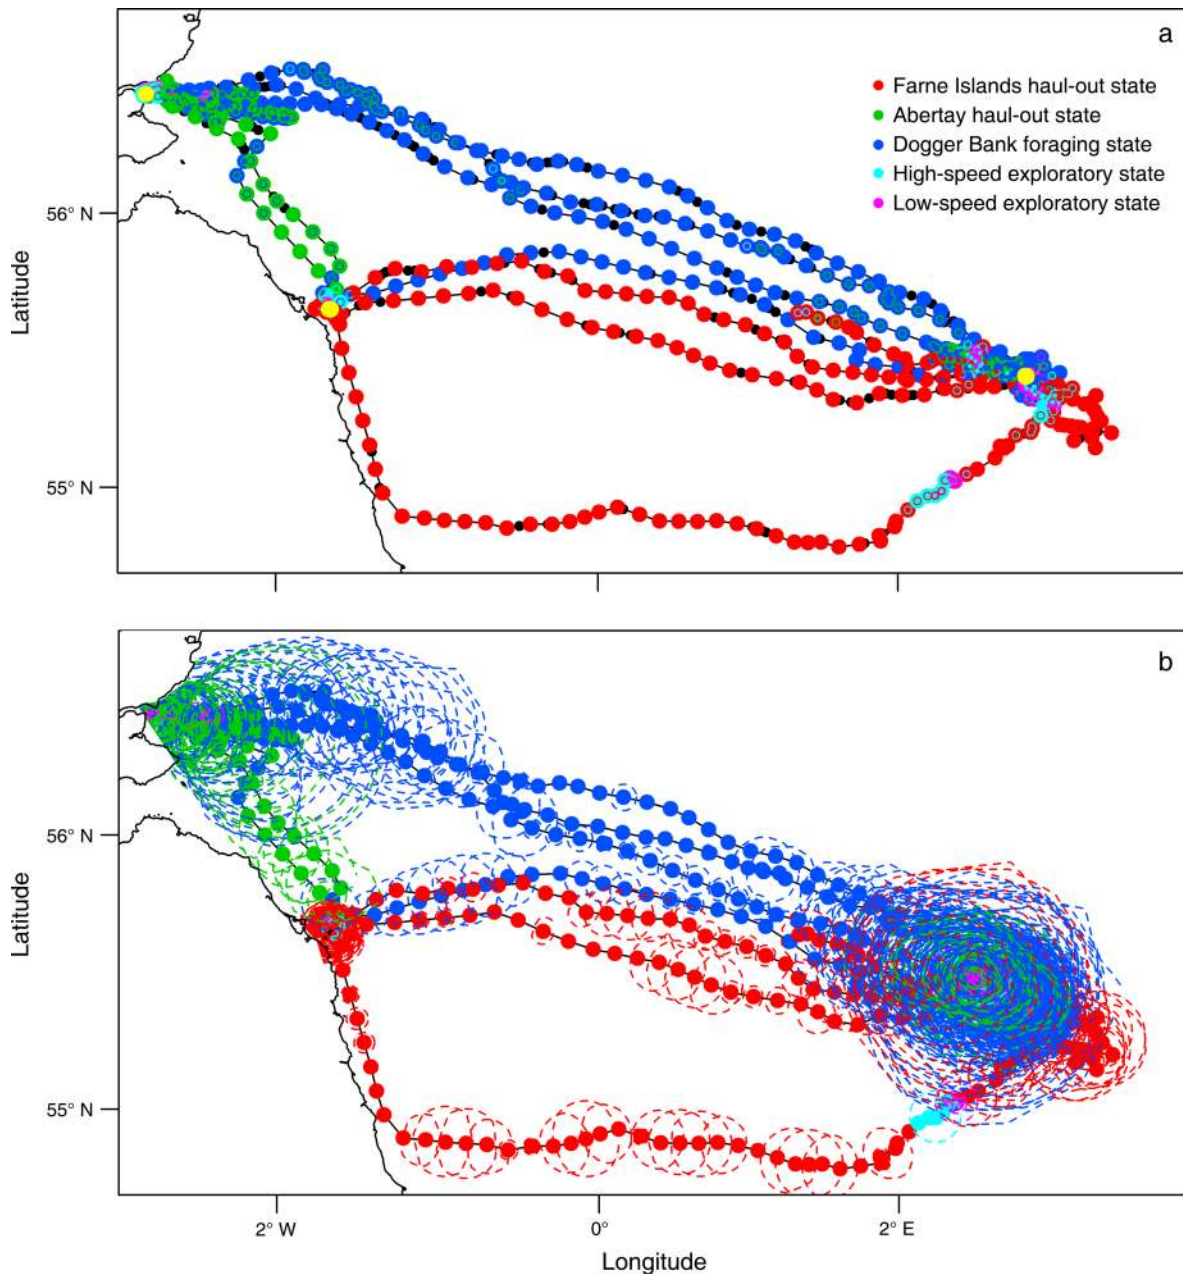 a
Farne Islands haul-out state
Abertay haul-out state
Dogger Bank foraging state
High-speed exploratory state
Low-speed exploratory state
56° N
Latitude
55° N
b
56° N
Latitude
55° N
2° W
0°
2° E
Longitude